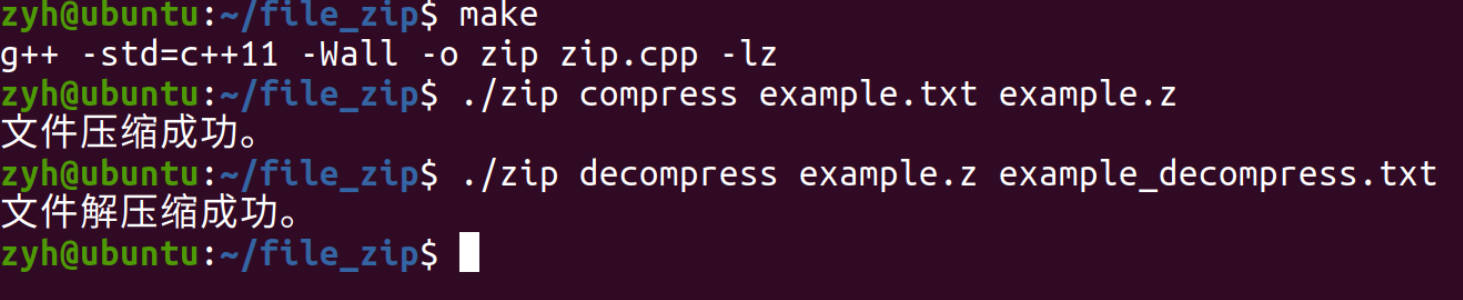 zyh@ubuntu:~/file_zip$ make
g++ -std=c++11 -Wall -o zip zip.cpp -lz
zyh@ubuntu:~/file_zip$ ./zip compress example.txt example.z
文件压缩成功。
zyh@ubuntu:~/file_zip$ ./zip decompress example.z example_decompress.txt
文件解压缩成功。
zyh@ubuntu:~/file_zip$